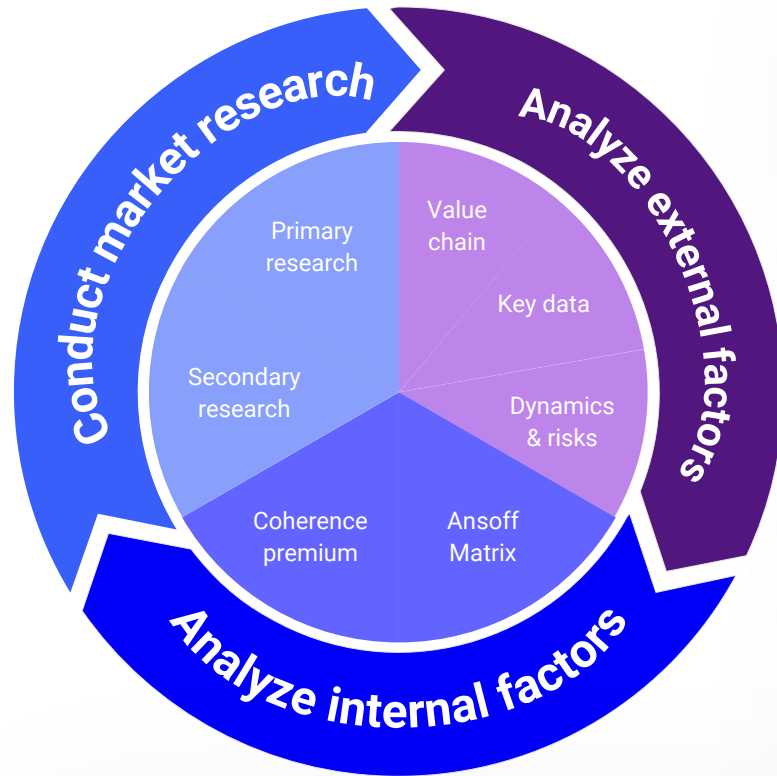 Conduct market research
Primary
research
Secondary
research
Analyze external factors
Value
chain
Key data
Dynamics
& risks
Analyze internal factors
Coherence
premium
Ansoff
Matrix